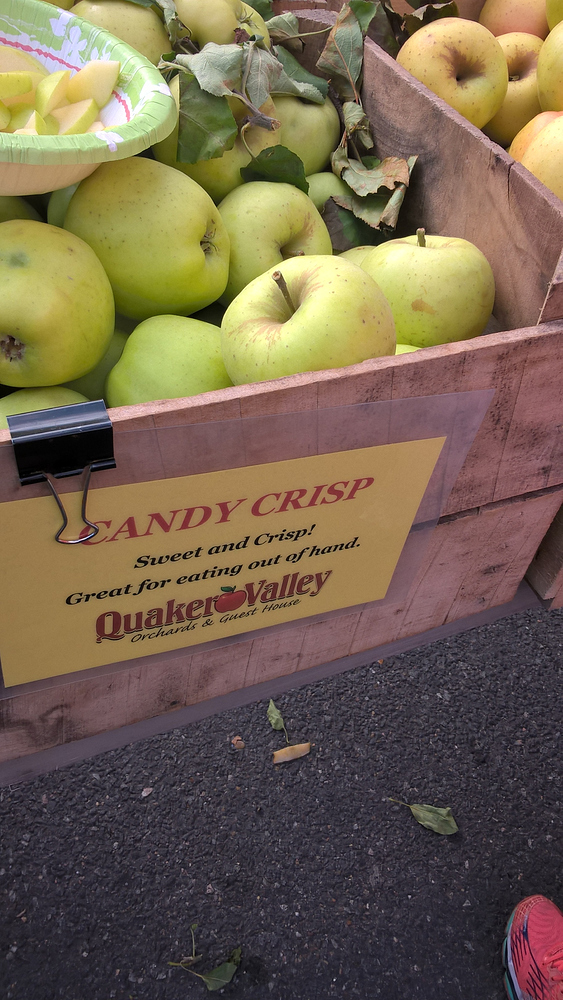 CANDY CRISP
Sweet and Crisp!
Great for eating out of hand.
Quaker Valley
Orchards & Guest House